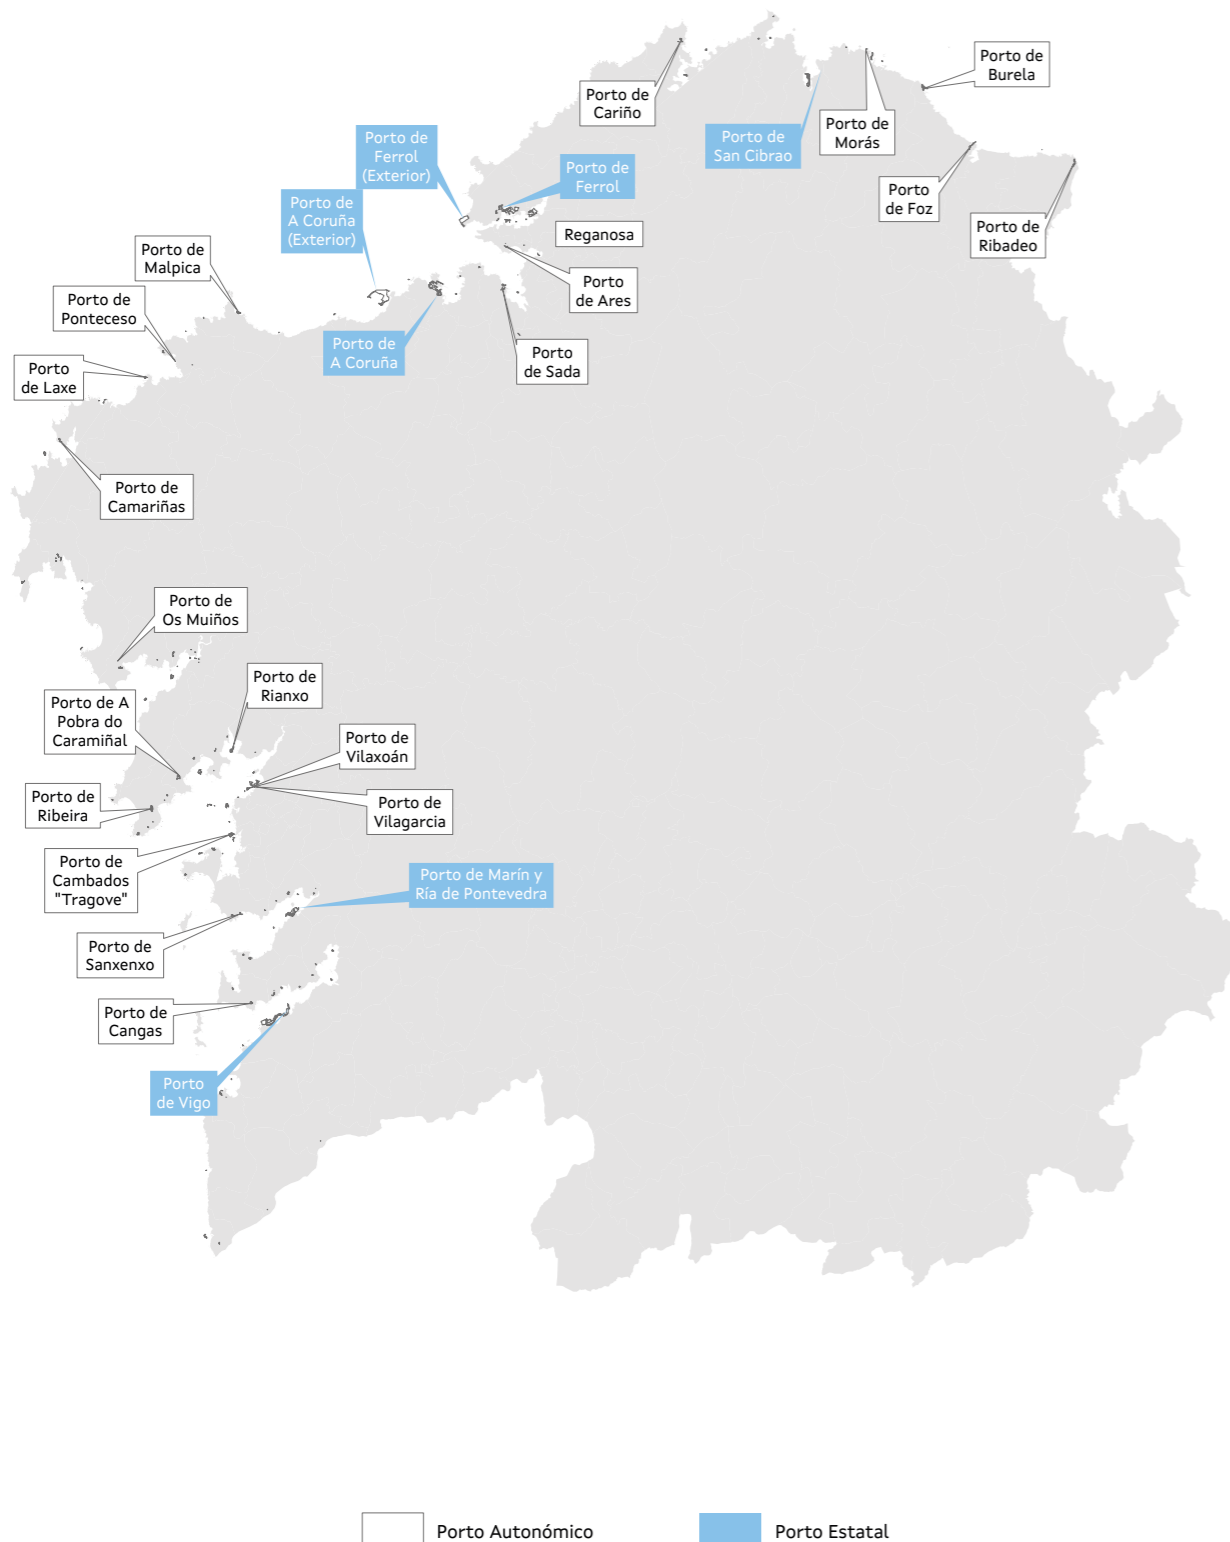 Porto de
Burela
Porto de
Cariño
Porto de
Morás
Porto de
San Cibrao
Porto de
Ferrol
(Exterior)
Porto de
Ferrol
Porto
de Foz
Porto de
Ribadeo
Porto de
A Coruña
(Exterior)
Reganosa
Porto de
Malpica
Porto
de Ares
Porto de
Ponteceso
Porto de
A Coruña
Porto
de Sada
Porto
de Laxe
Porto de
Camariñas
Porto de
Os Muiños
Porto de
Rianxo
Porto de A
Pobra do
Caramiñal
Porto de
Vilaxoán
Porto de
Ribeira
Porto de
Vilagarcia
Porto de
Cambados
"Tragove"
Porto de Marín y
Ría de Pontevedra
Porto de
Sanxenxo
Porto de
Cangas
Porto
de Vigo
Porto Autonómico
Porto Estatal